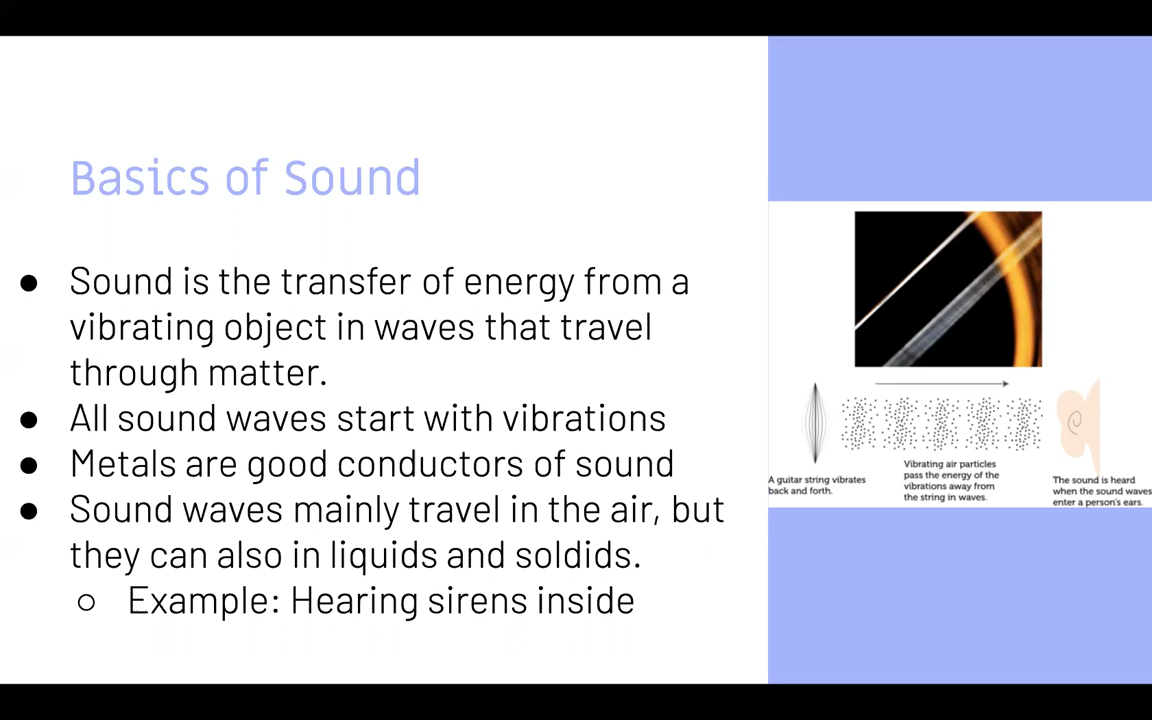 Basics of Sound
● Sound is the transfer of energy from a
vibrating object in waves that travel
through matter.
● All sound waves start with vibrations
● Metals are good conductors of sound
● Sound waves mainly travel in the air, but
they can also in liquids and soldids.
○ Example: Hearing sirens inside
A guitar string vibrates
back and forth.
Vibrating air particles
pass the energy of the
vibrations away from
the string in waves.
The sound is heard
when the sound waves
enter a person's ears.